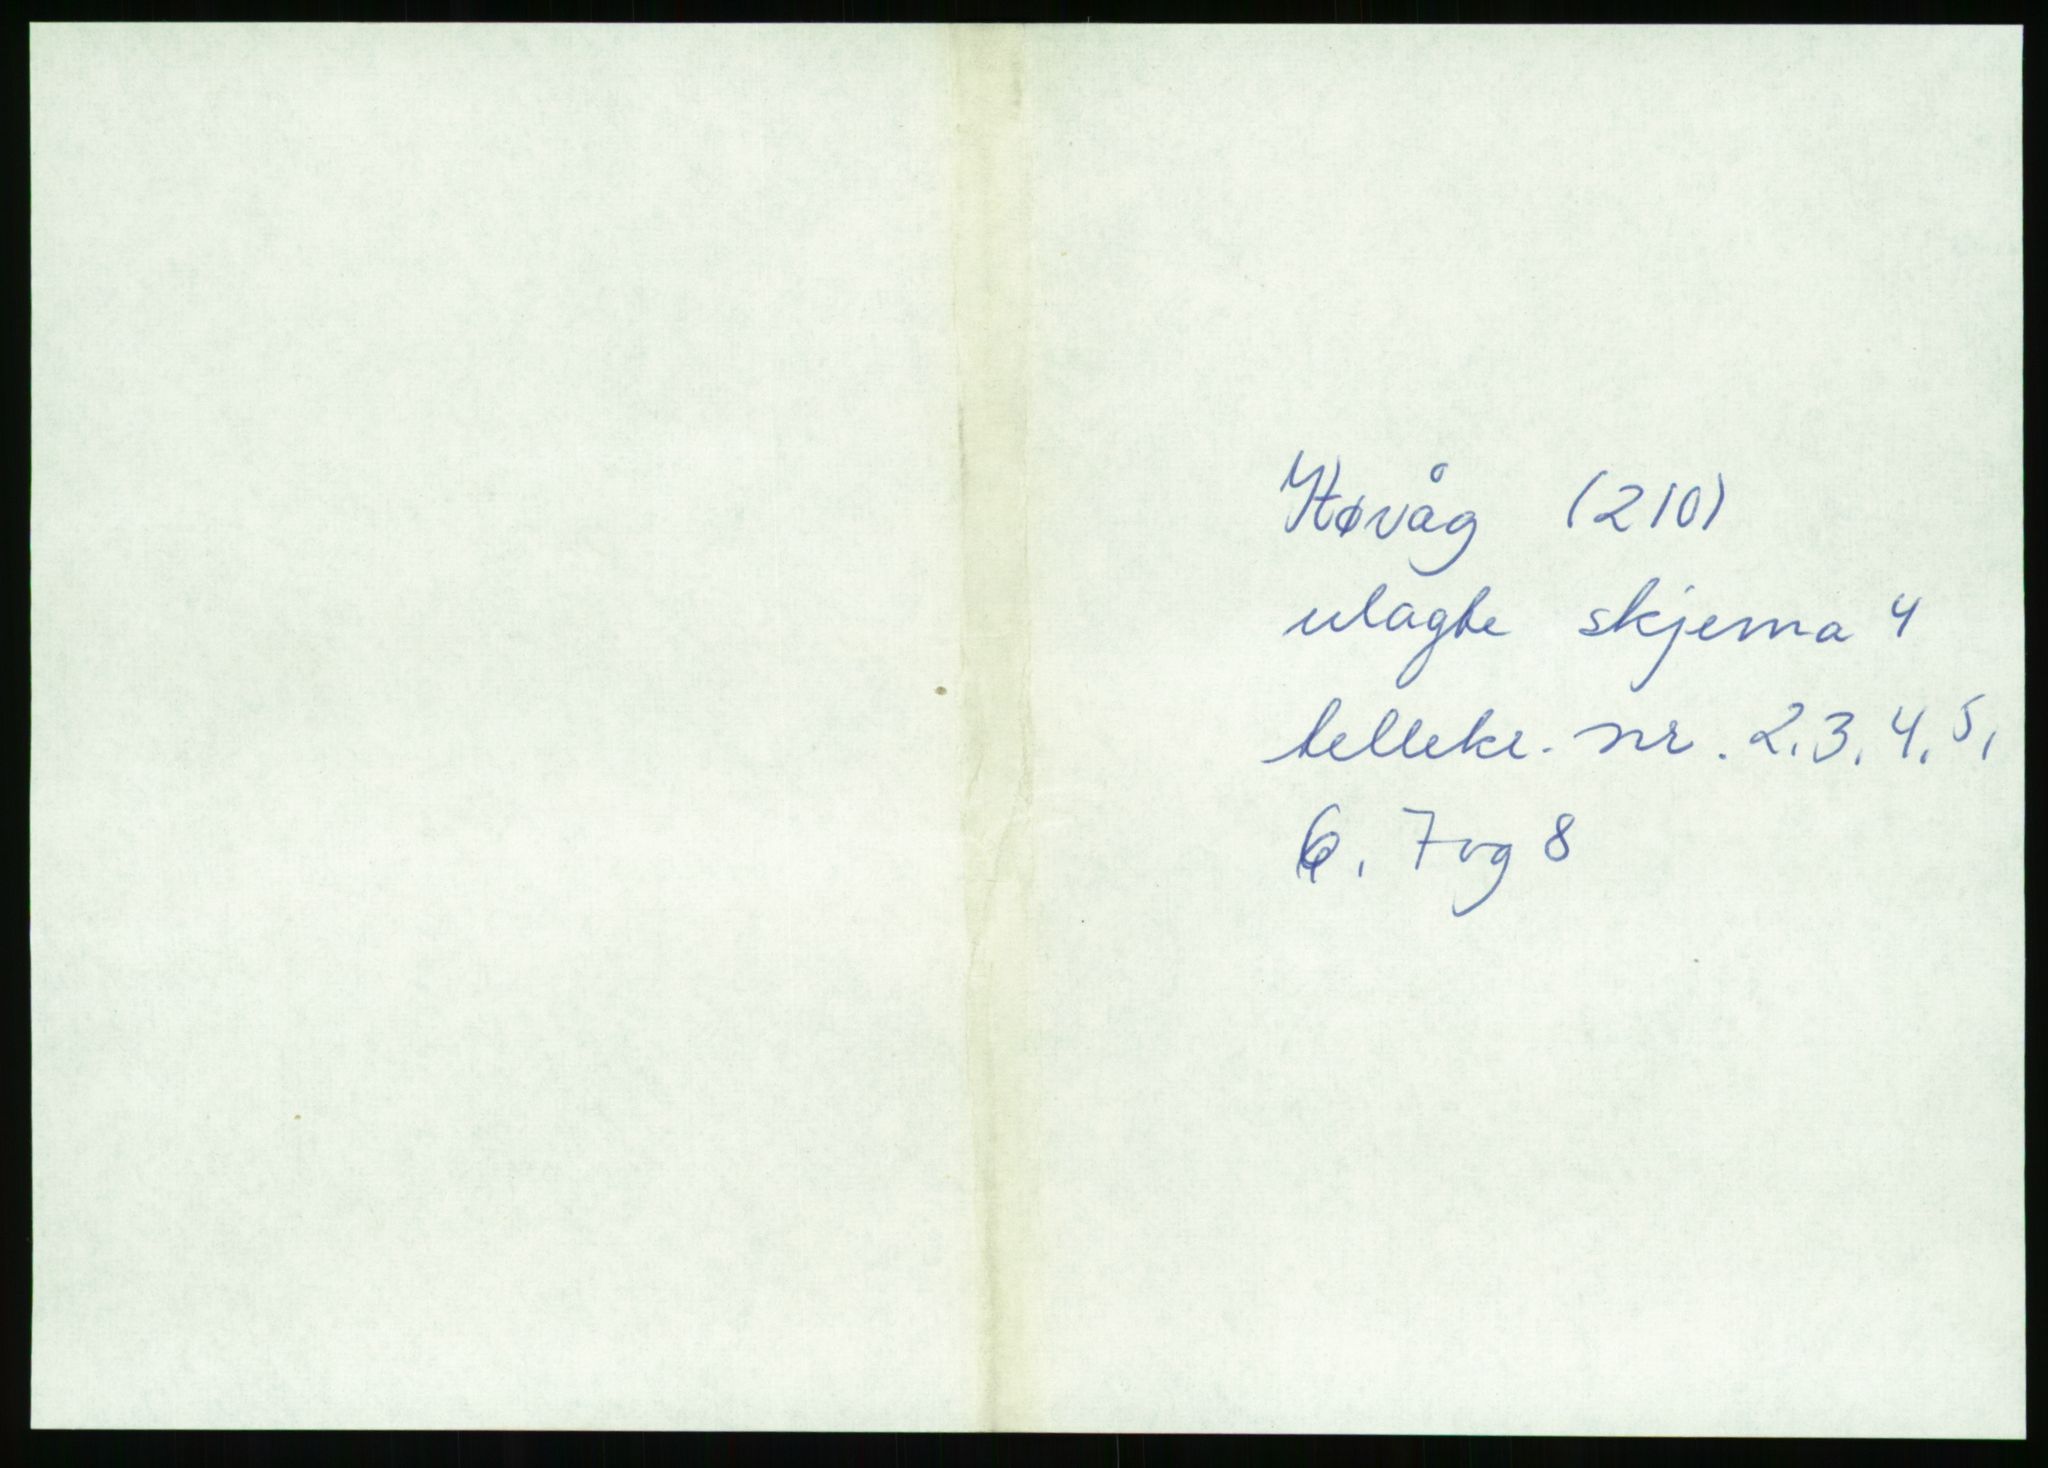 Høvåg (210)
ulagte skjema 4
tellekr. nr. 2,3,4,5,
6, 7 og 8